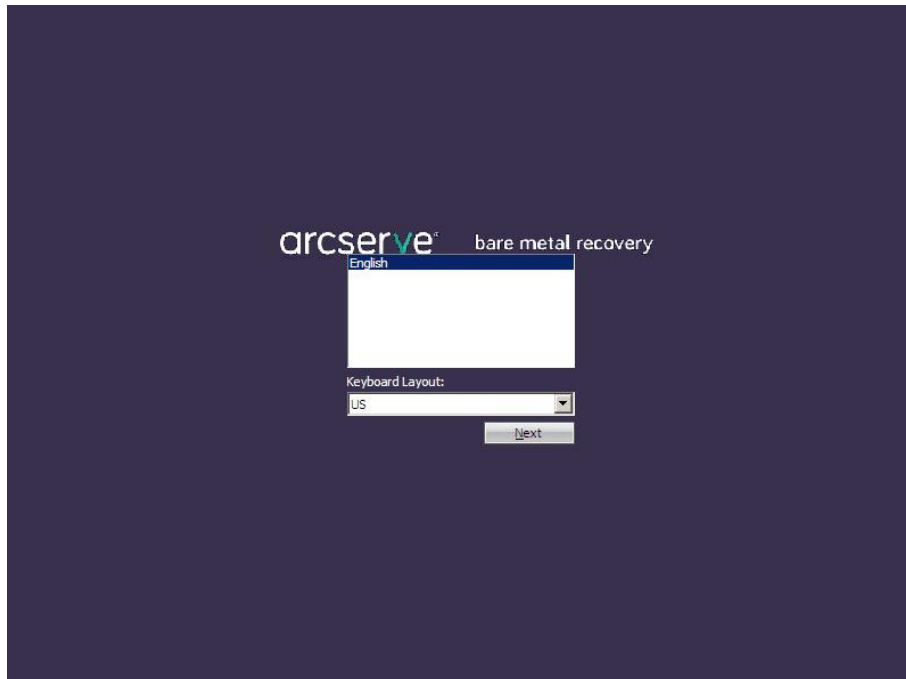 arcserve® bare metal recovery
English
Keyboard Layout:
US
Next